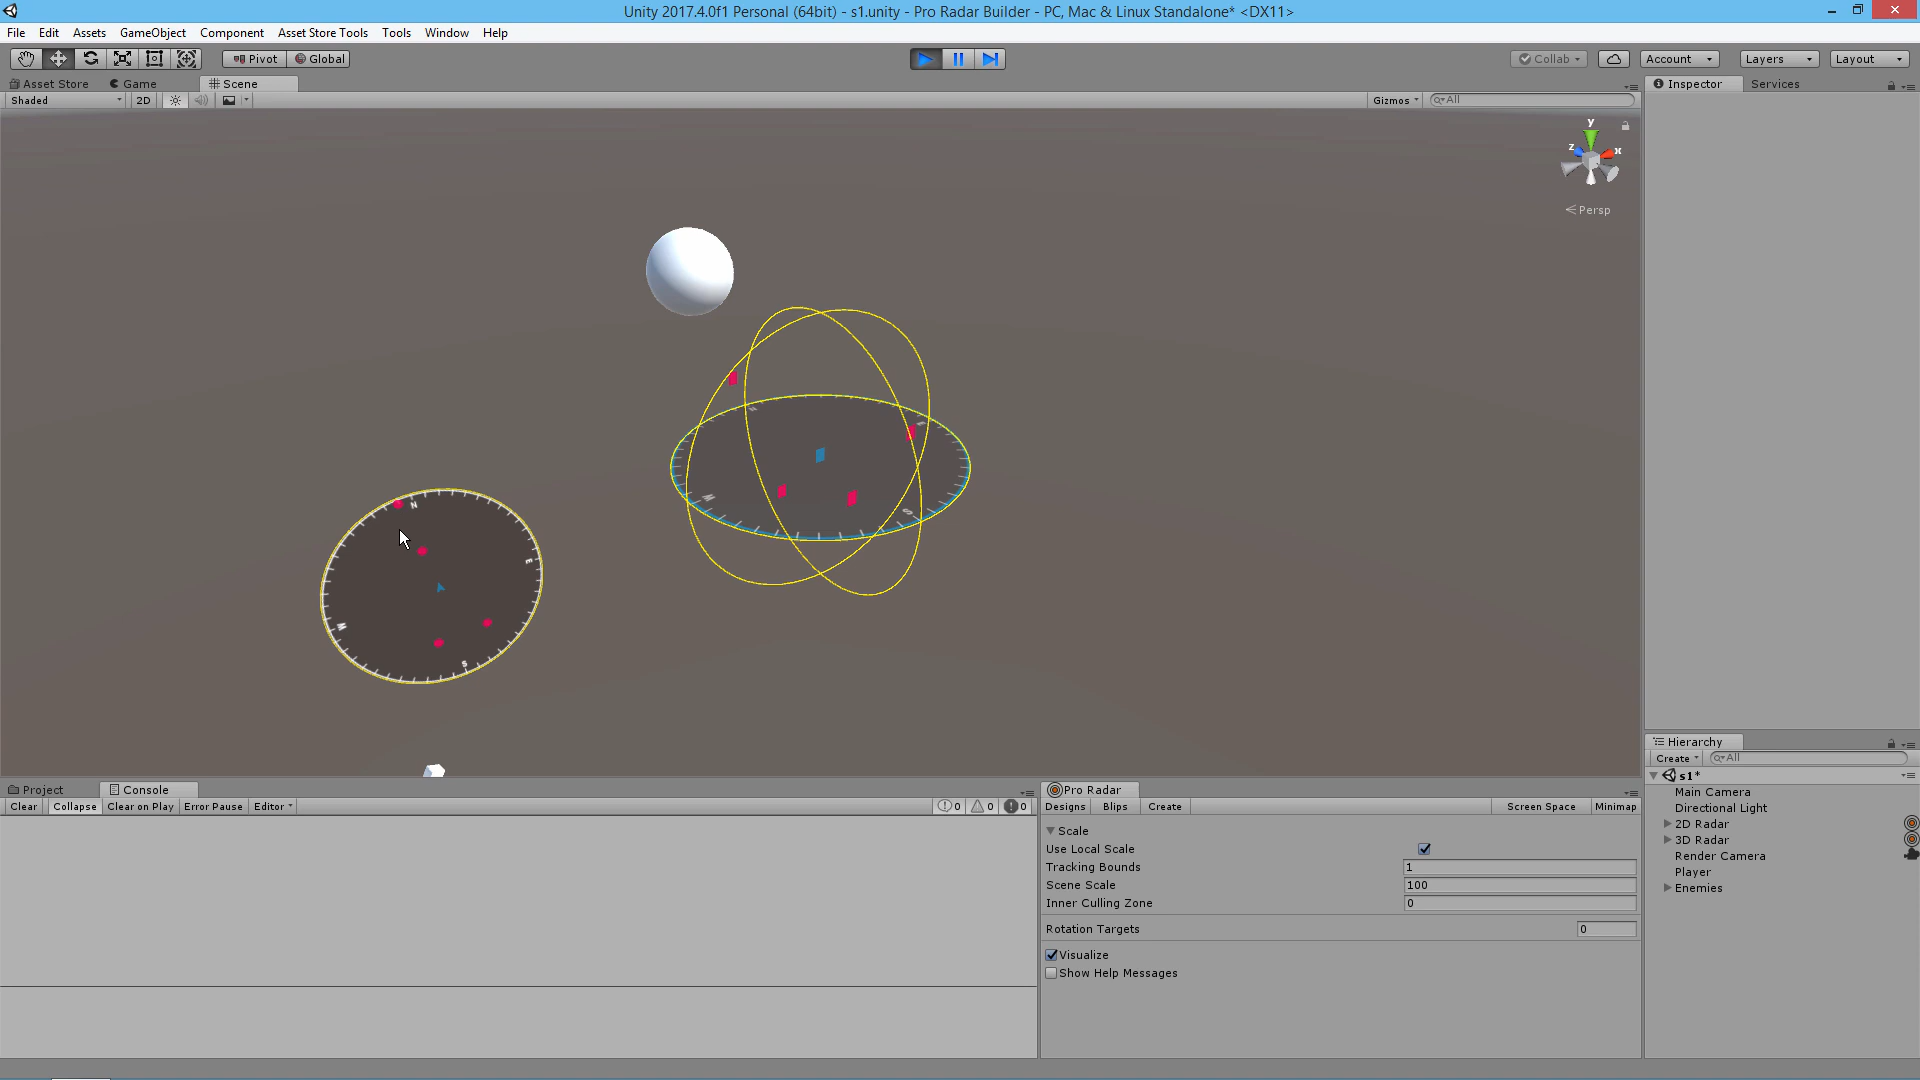 Unity 2017.4.0f1 Personal (64bit) - s1.unity - Pro Radar Builder - PC, Mac & Linux Standalone* <DX11>
File Edit Assets GameObject Component Asset Store Tools Tools Window Help
Pivot Global Collab Account Layers Layout
Asset Store Game Scene Inspector Services
Shaded 2D Gizmos All
y
z x
Persp
N
E
W
S
N
E
W
S
Project Console
Clear Collapse Clear on Play Error Pause Editor 0 0 0
Pro Radar
Designs Blips Create Screen Space Minimap
Scale
Use Local Scale
Tracking Bounds 1
Scene Scale 100
Inner Culling Zone 0
Rotation Targets 0
Visualize
Show Help Messages
Hierarchy
Create All
s1*
Main Camera
Directional Light
2D Radar
3D Radar
Render Camera
Player
Enemies